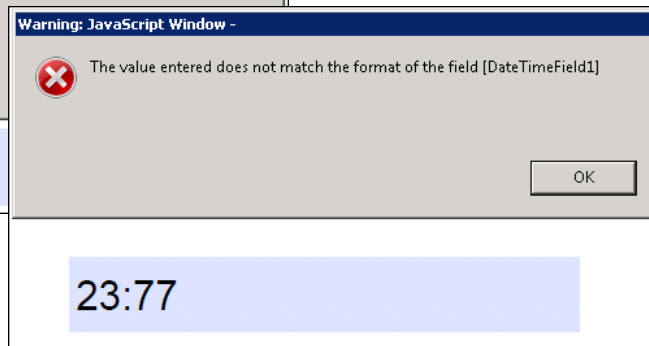 Warning: JavaScript Window -
The value entered does not match the format of the field [DateTimeField1]
OK
23:77